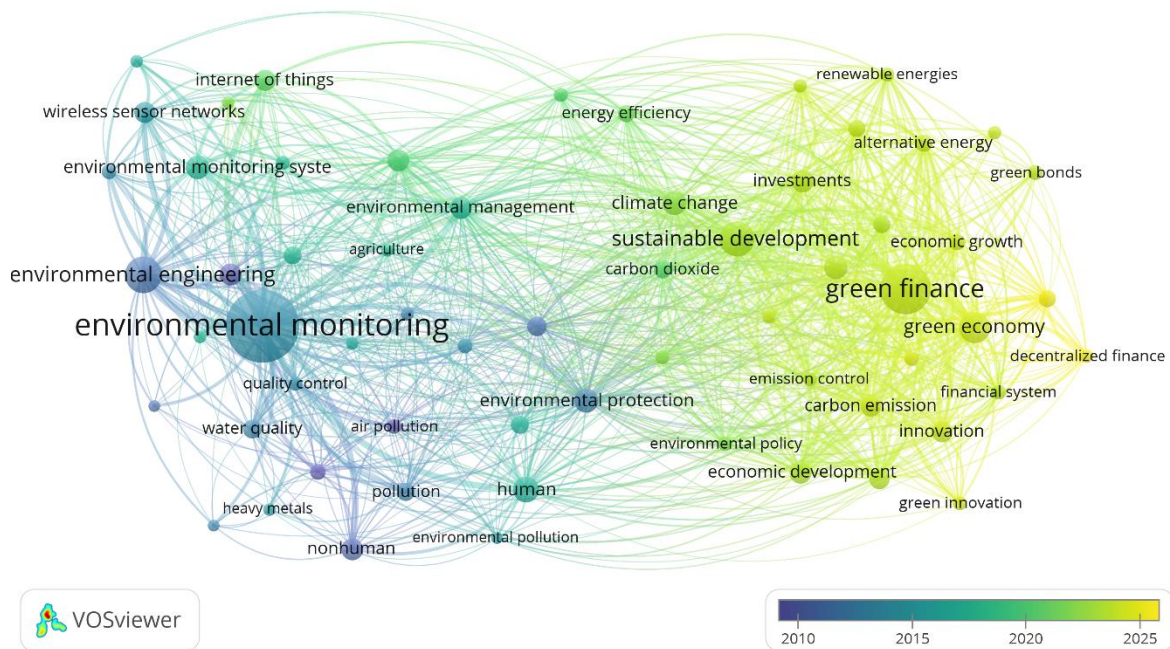 renewable energies
internet of things
wireless sensor networks
energy efficiency
alternative energy
environmental monitoring syste
green bonds
investments
climate change
environmental management
sustainable development
economic growth
agriculture
carbon dioxide
environmental engineering
green finance
environmental monitoring
green economy
decentralized finance
quality control
emission control
financial system
environmental protection
carbon emission
water quality
air pollution
innovation
environmental policy
economic development
pollution
human
green innovation
heavy metals
environmental pollution
nonhuman
VOSviewer
2010
2015
2020
2025